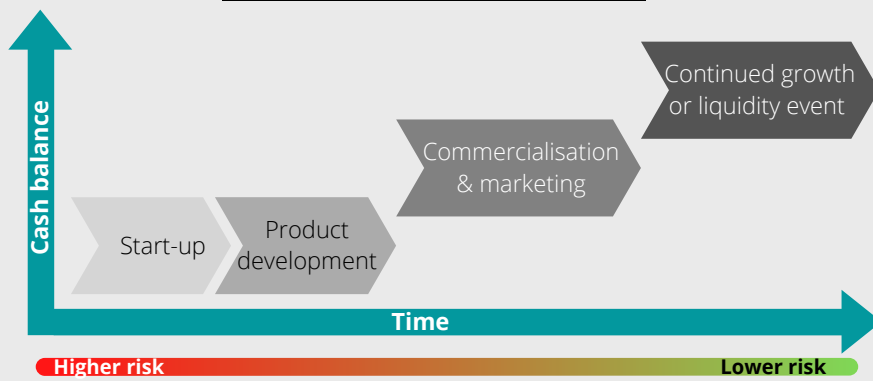 Continued growth
or liquidity event
Commercialisation
& marketing
Cash balance
Start-up
Product
development
Time
Higher risk
Lower risk